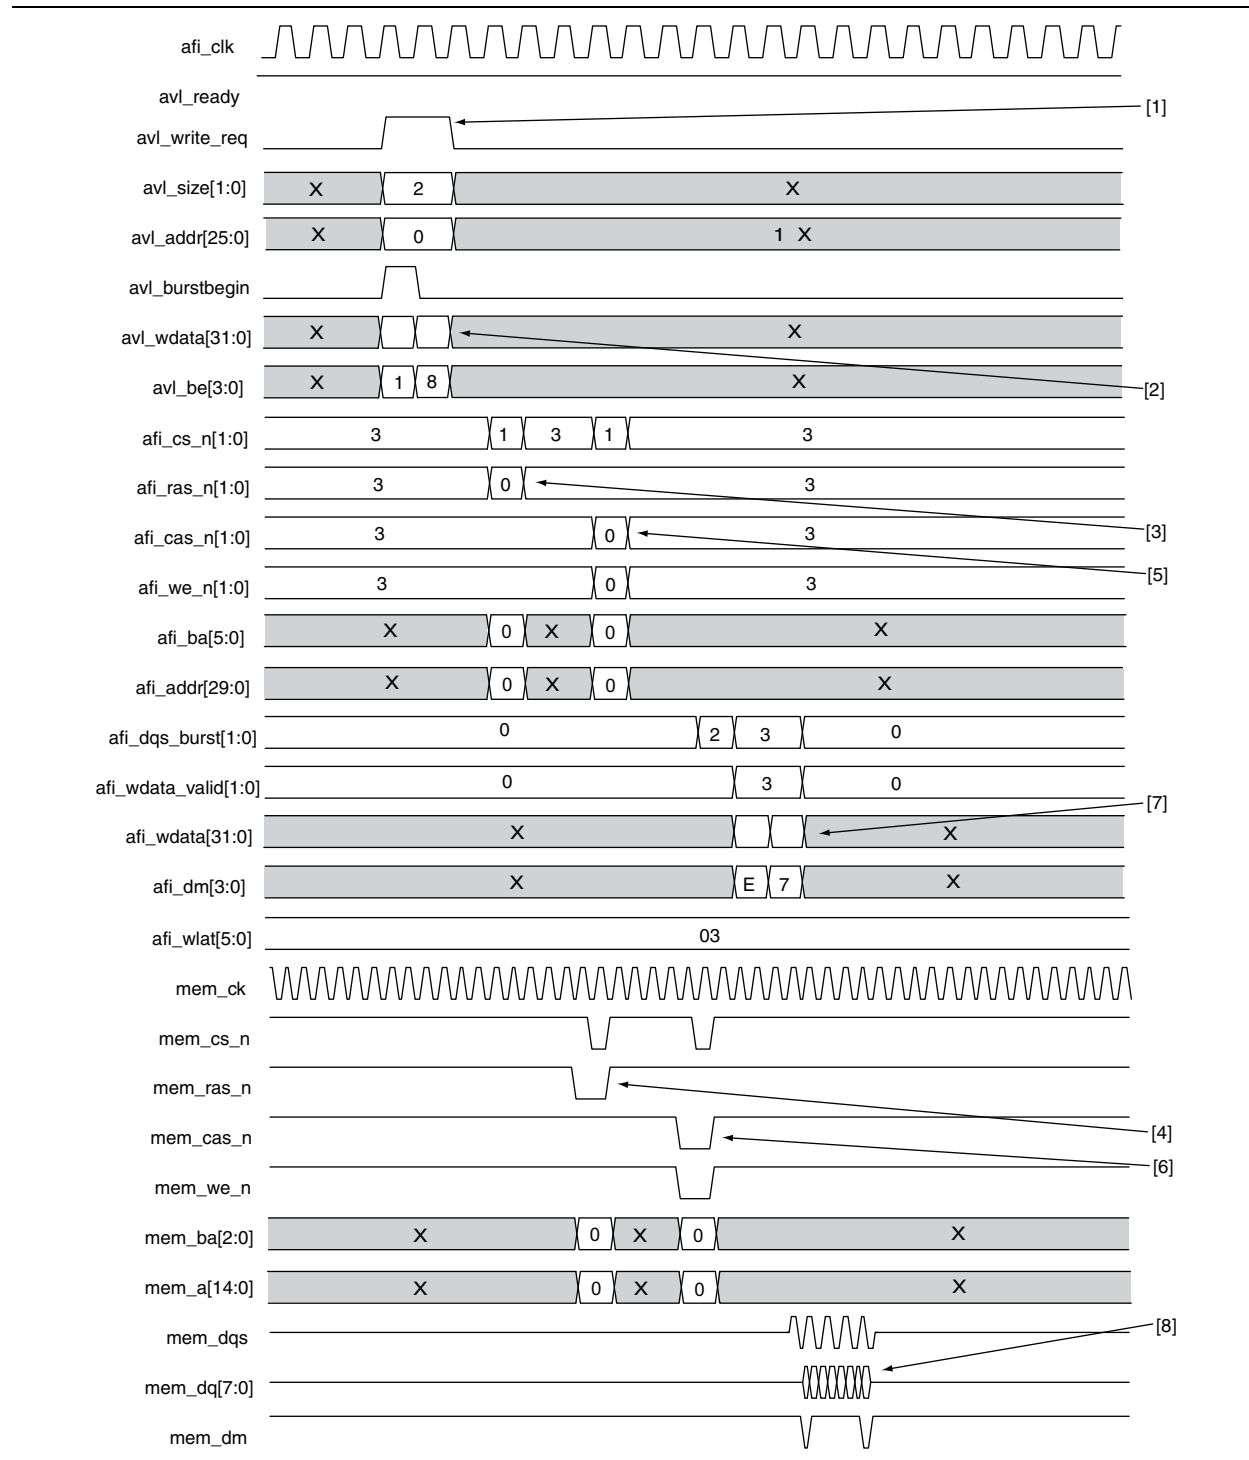 afi_clk
avl_ready
[1]
avl_write_req
avl_size[1:0] X 2 X
avl_addr[25:0] X 0 1 X
avl_burstbegin
avl_wdata[31:0] X X
avl_be[3:0] X 1 8 X
[2]
afi_cs_n[1:0] 3 1 3 1 3
afi_ras_n[1:0] 3 0 3
afi_cas_n[1:0] 3 0 3
[3]
[5]
afi_we_n[1:0] 3 0 3
afi_ba[5:0] X 0 X 0 X
afi_addr[29:0] X 0 X 0 X
afi_dqs_burst[1:0] 0 2 3 0
afi_wdata_valid[1:0] 0 3 0
[7]
afi_wdata[31:0] X X
afi_dm[3:0] X E 7 X
afi_wlat[5:0] 03
mem_ck
mem_cs_n
mem_ras_n
mem_cas_n
[4]
[6]
mem_we_n
mem_ba[2:0] X 0 X 0 X
mem_a[14:0] X 0 X 0 X
[8]
mem_dqs
mem_dq[7:0]
mem_dm